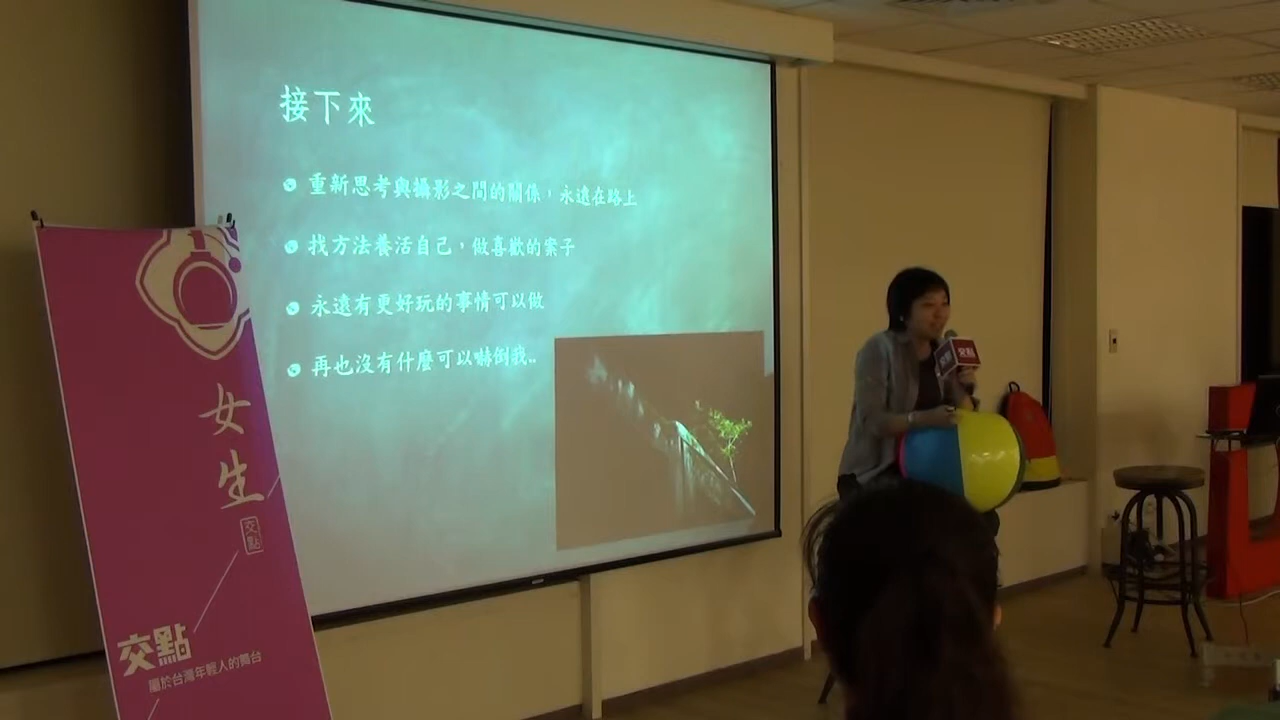 接下來
重新思考與攝影之間的關係，永遠在路上
找方法養活自己，做喜歡的案子
永遠有更好玩的事情可以做
再也沒有什麼可以嚇倒我..
女生
交點
交點
屬於台灣年輕人的舞台
交點